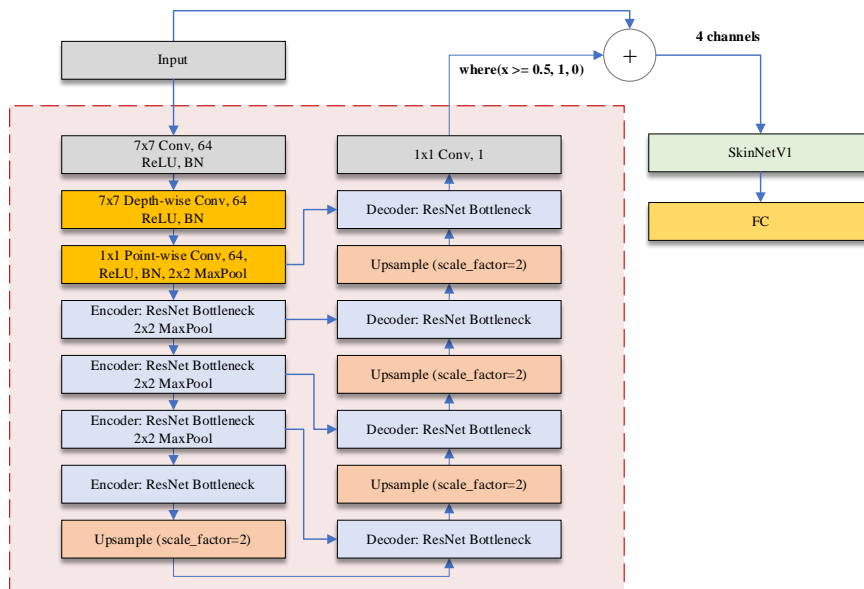 Input
+
4 channels
where(x >= 0.5, 1, 0)
7x7 Conv, 64
ReLU, BN
7x7 Depth-wise Conv, 64
ReLU, BN
1x1 Point-wise Conv, 64,
ReLU, BN, 2x2 MaxPool
Encoder: ResNet Bottleneck
2x2 MaxPool
Encoder: ResNet Bottleneck
2x2 MaxPool
Encoder: ResNet Bottleneck
2x2 MaxPool
Encoder: ResNet Bottleneck
Upsample (scale_factor=2)
1x1 Conv, 1
Decoder: ResNet Bottleneck
Upsample (scale_factor=2)
Decoder: ResNet Bottleneck
Upsample (scale_factor=2)
Decoder: ResNet Bottleneck
Upsample (scale_factor=2)
Decoder: ResNet Bottleneck
SkinNetV1
FC